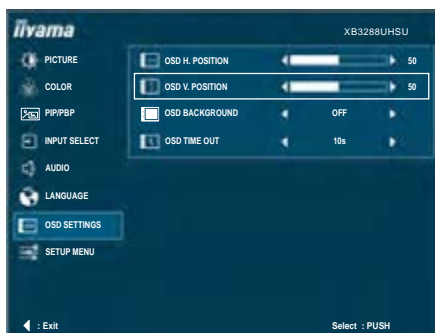 iiyama XB3288UHSU
PICTURE OSD H. POSITION 50
COLOR OSD V. POSITION 50
PIP/PBP OSD BACKGROUND OFF
INPUT SELECT OSD TIME OUT 10s
AUDIO
LANGUAGE
OSD SETTINGS
SETUP MENU
: Exit Select : PUSH